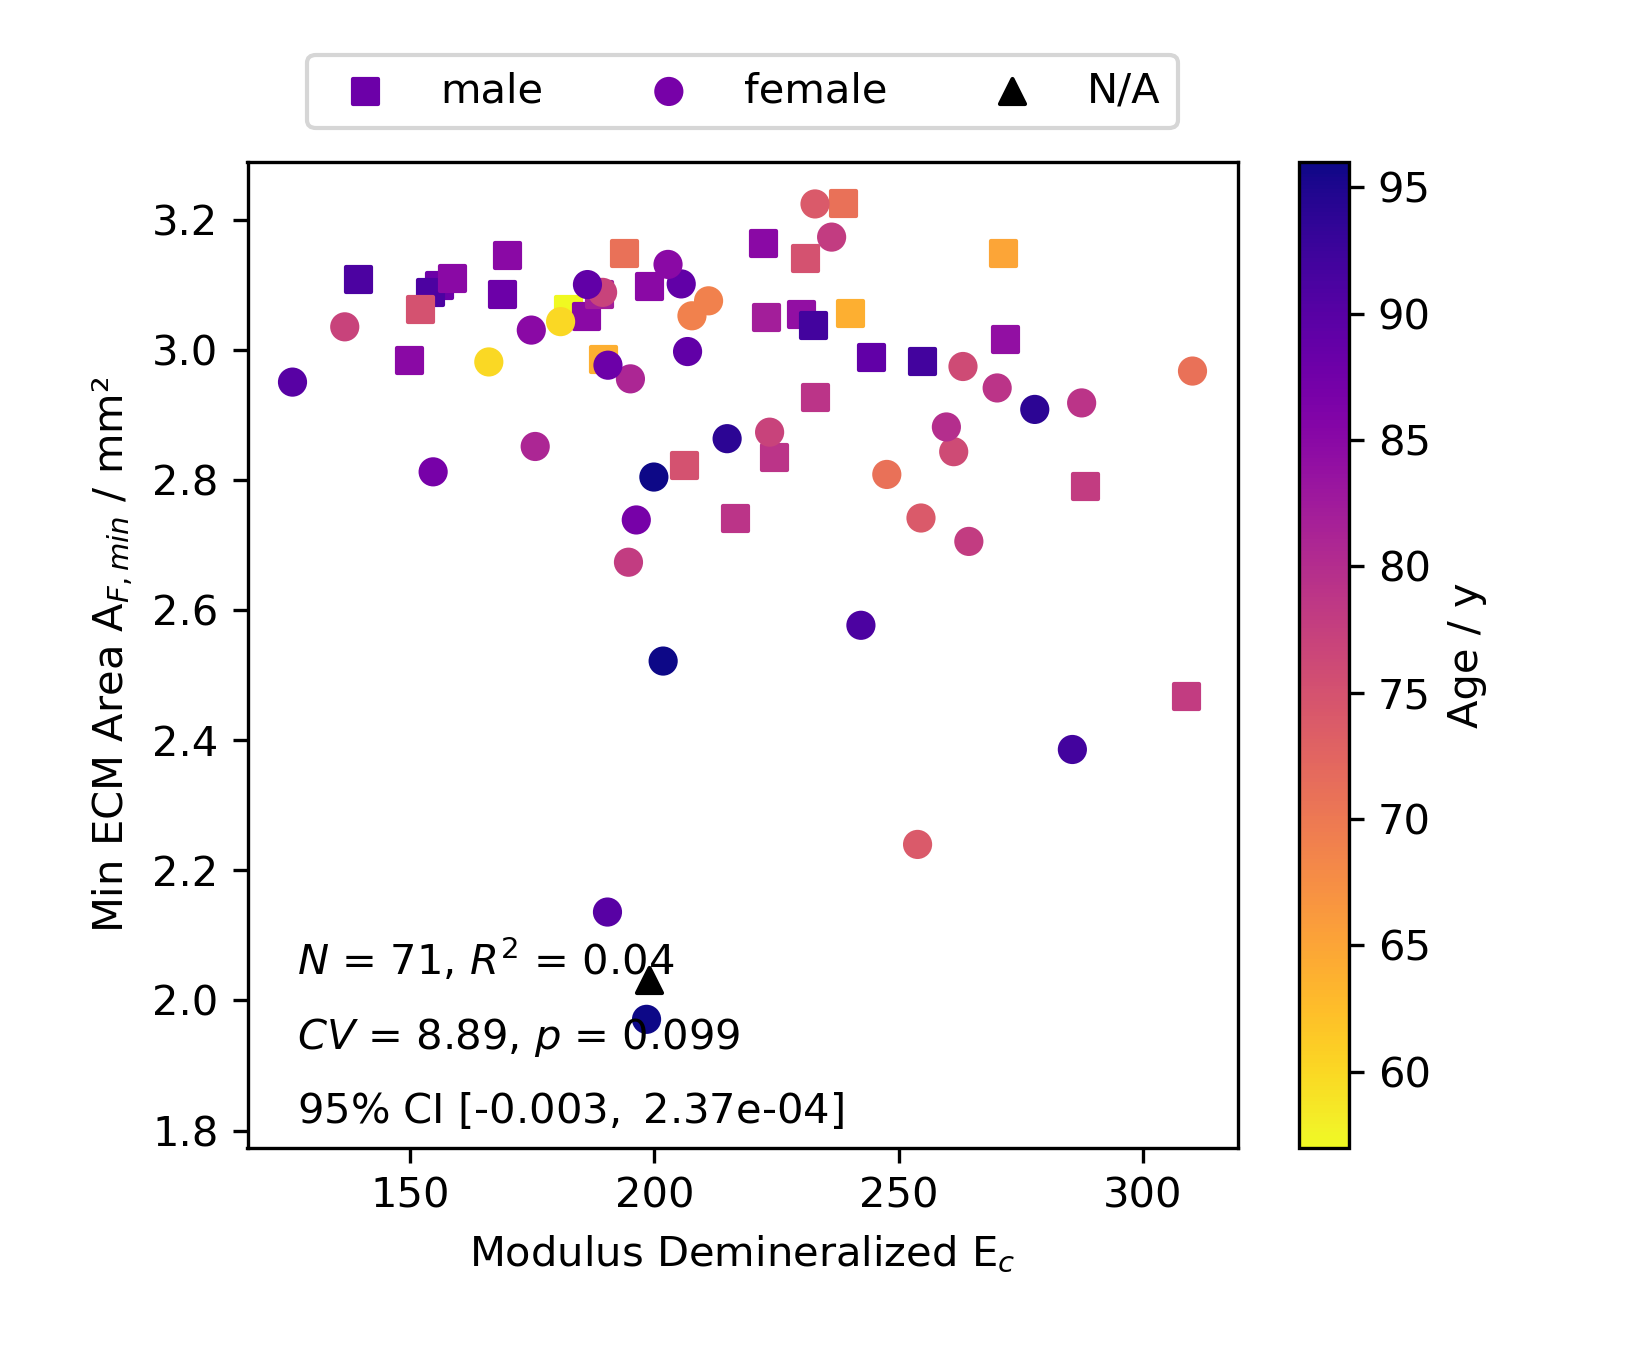 male female N/A
3.2
3.0
2.8
2.6
2.4
2.2
2.0
1.8
Min ECM Area A_{F, min} / mm²
N = 71, R² = 0.04
CV = 8.89, p = 0.099
95% CI [-0.003, 2.37e-04]
150 200 250 300
Modulus Demineralized E_c
95
90
85
80
75
70
65
60
Age / y